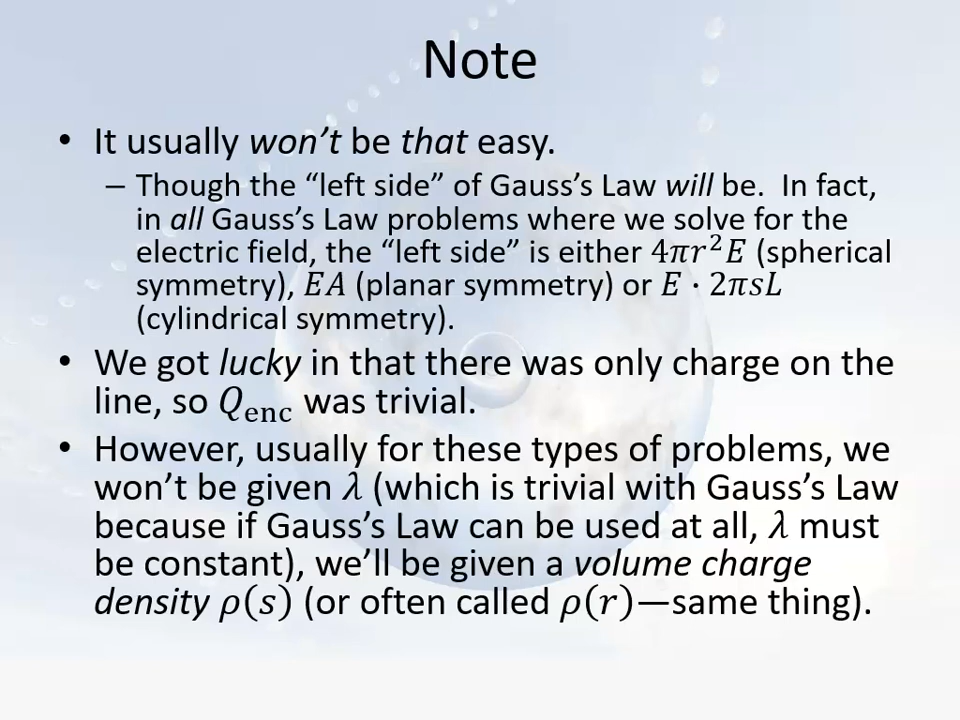 Note
• It usually won’t be that easy.
– Though the “left side” of Gauss’s Law will be. In fact,
in all Gauss’s Law problems where we solve for the
electric field, the “left side” is either 4𝜋𝑟²𝐸 (spherical
symmetry), 𝐸𝐴 (planar symmetry) or 𝐸 · 2𝜋𝑠𝐿
(cylindrical symmetry).
• We got lucky in that there was only charge on the
line, so 𝑄enc was trivial.
• However, usually for these types of problems, we
won’t be given 𝜆 (which is trivial with Gauss’s Law
because if Gauss’s Law can be used at all, 𝜆 must
be constant), we’ll be given a volume charge
density 𝜌(𝑠) (or often called 𝜌(𝑟)—same thing).